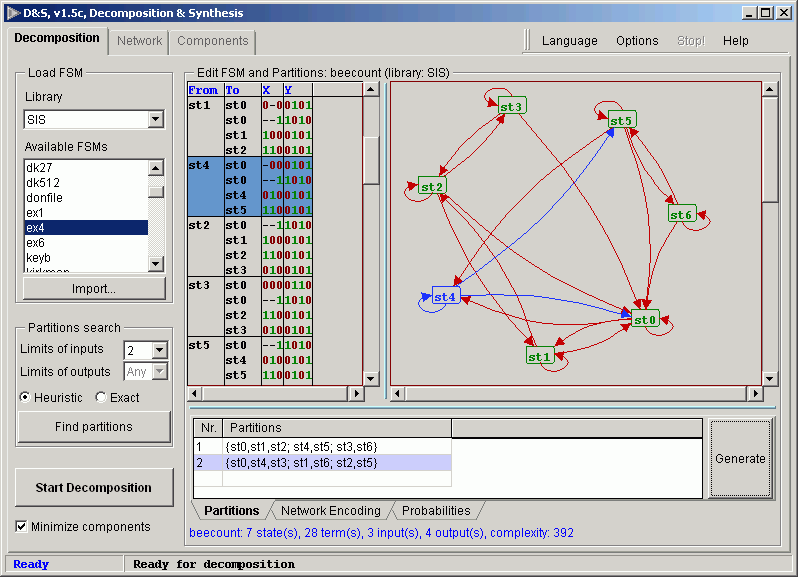 D&S, v1.5c, Decomposition & Synthesis
Decomposition Network Components
Language Options Stop! Help
Load FSM
Library
SIS
Available FSMs
dk27
dk512
donfile
ex1
ex4
ex6
keyb
kirkman
Import...
Partitions search
Limits of inputs 2
Limits of outputs Any
Heuristic Exact
Find partitions
Start Decomposition
Minimize components
Edit FSM and Partitions: beecount (library: SIS)
From To X Y
st1 st0 0-0 0101
st0 --1 1010
st1 100 0101
st2 110 0101
st4 st0 -00 0101
st0 --1 1010
st4 010 0101
st5 110 0101
st2 st0 --1 1010
st1 100 0101
st2 110 0101
st3 010 0101
st3 st0 000 0110
st0 --1 1010
st2 110 0101
st3 010 0101
st5 st0 --1 1010
st4 010 0101
st5 110 0101
st3
st5
st2
st6
st4
st0
st1
Nr. Partitions
1 {st0,st1,st2; st4,st5; st3,st6}
2 {st0,st4,st3; st1,st6; st2,st5}
Generate
Partitions Network Encoding Probabilities
beecount: 7 state(s), 28 term(s), 3 input(s), 4 output(s), complexity: 392
Ready Ready for decomposition